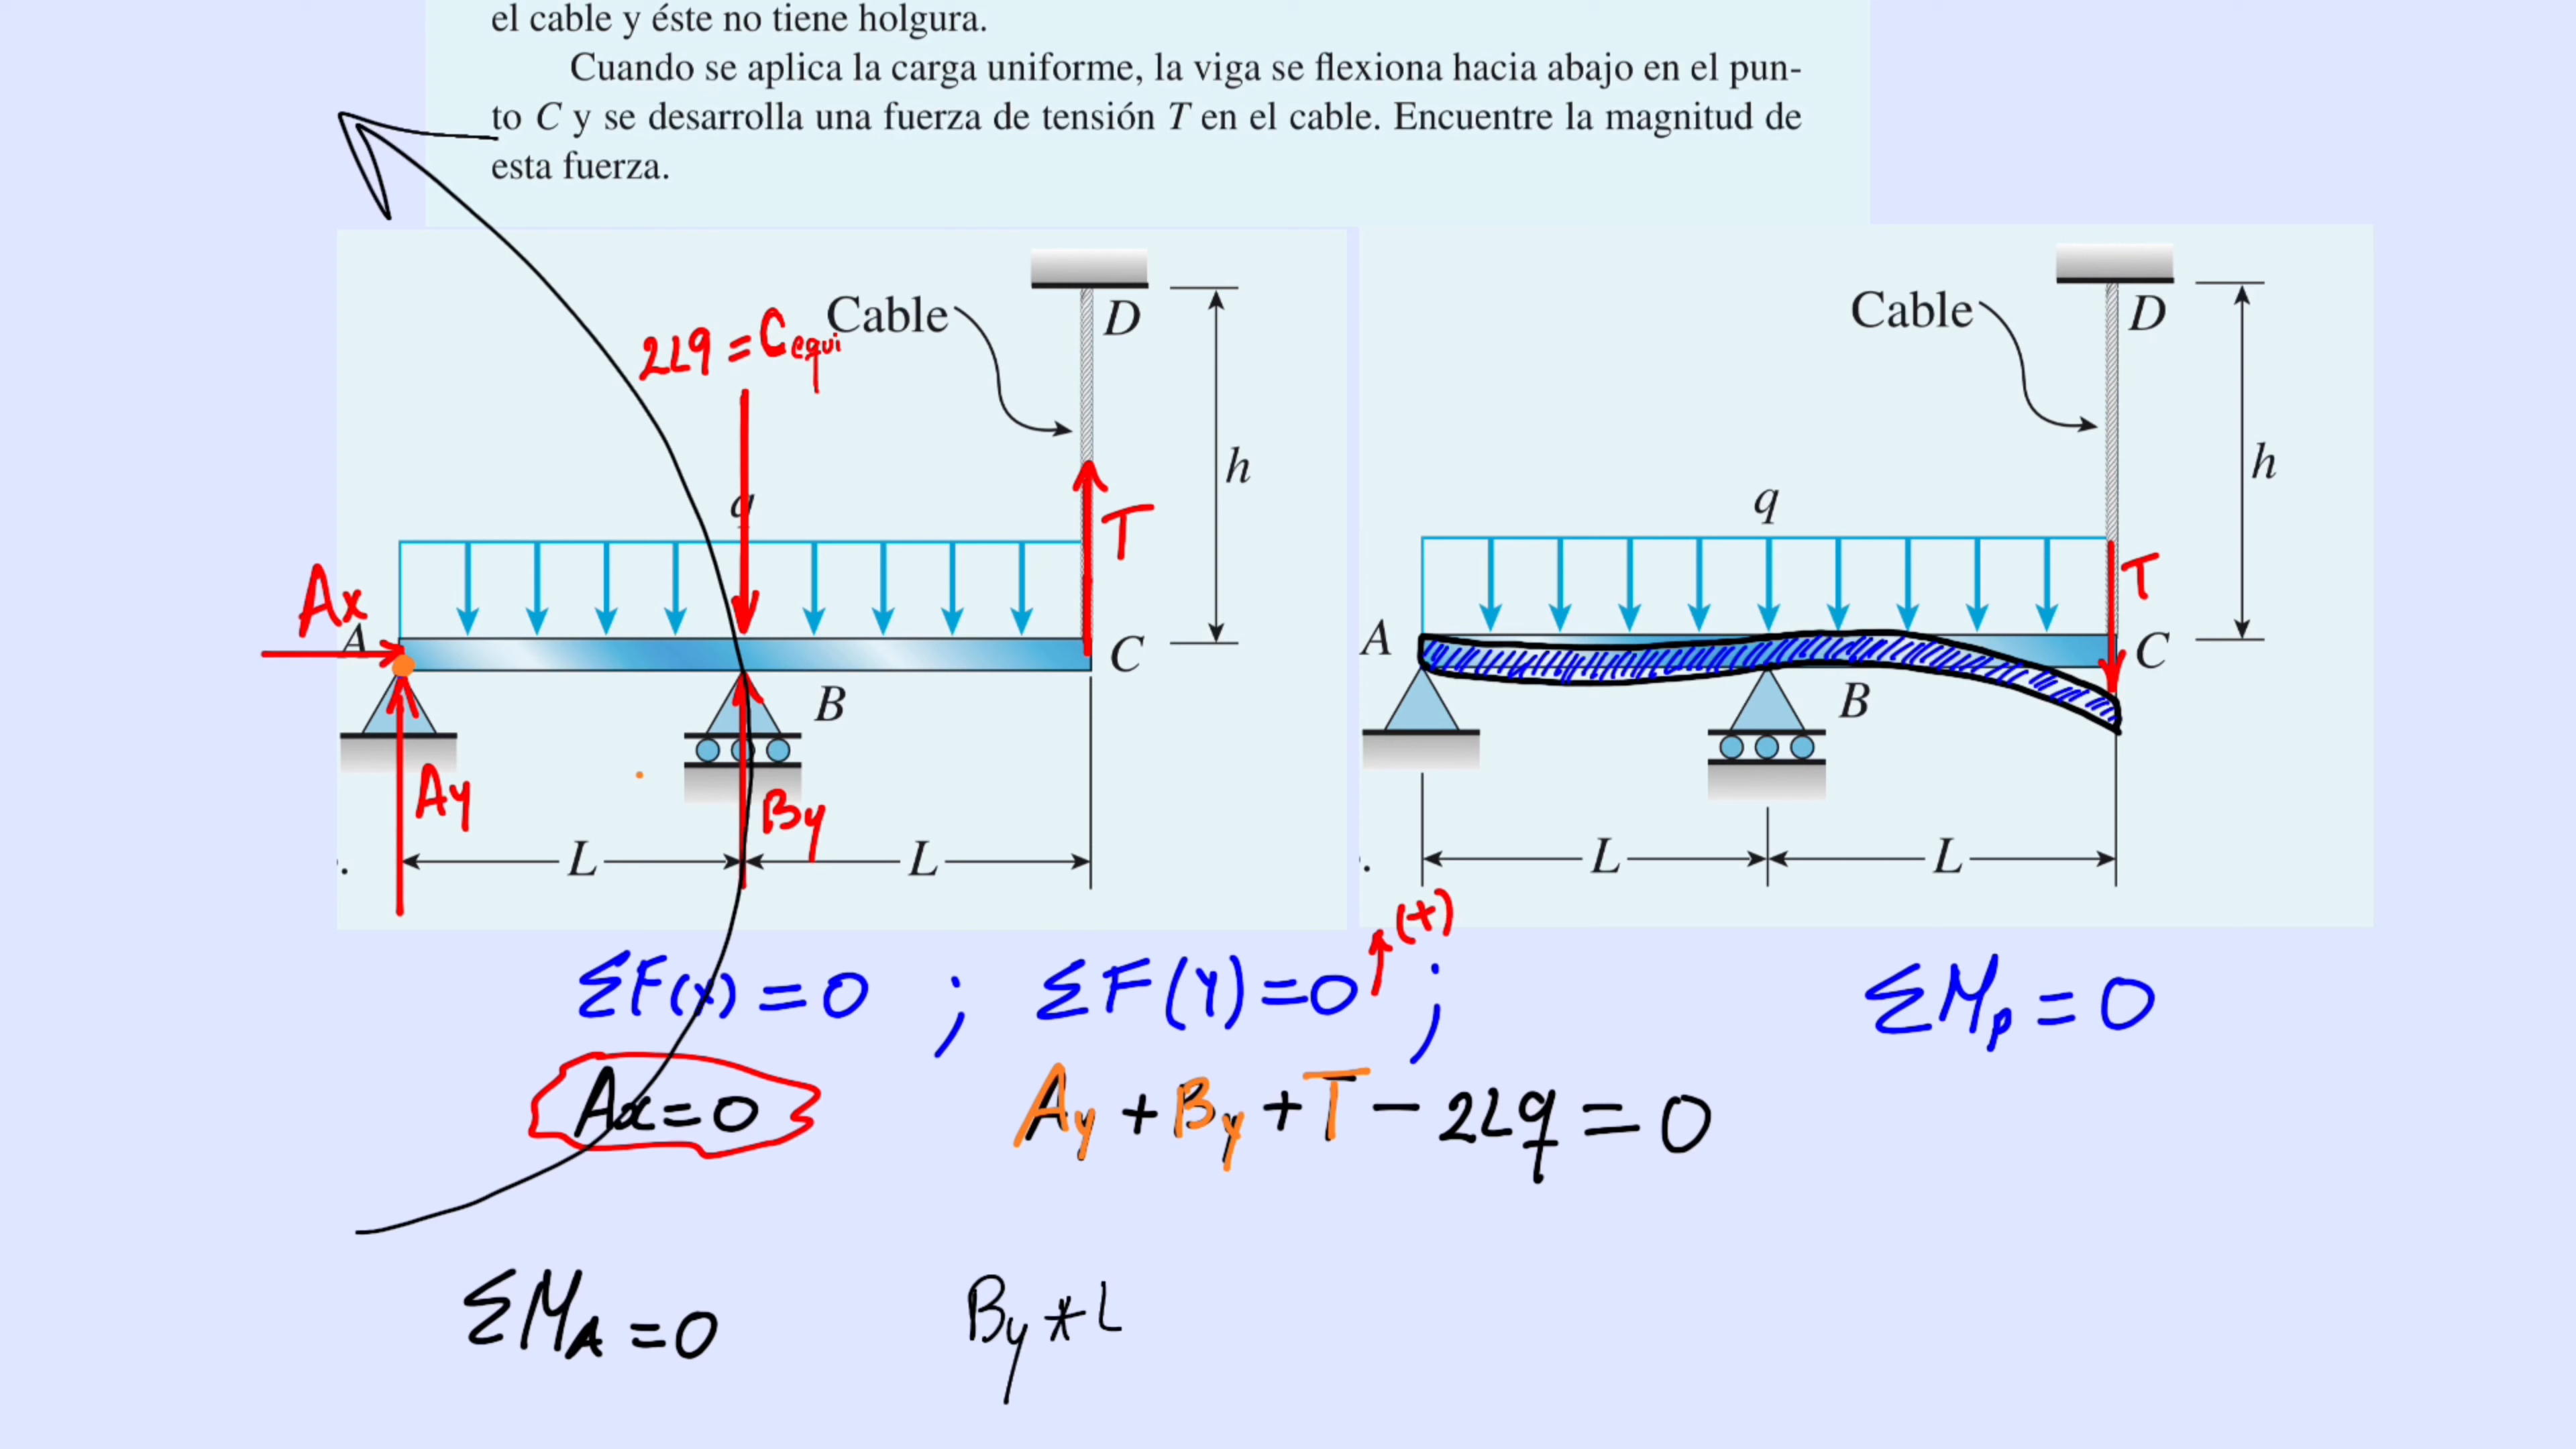 el cable y éste no tiene holgura.
Cuando se aplica la carga uniforme, la viga se flexiona hacia abajo en el pun-
to C y se desarrolla una fuerza de tensión T en el cable. Encuentre la magnitud de
esta fuerza.
2Lq = Cequi
Cable
D
h
q
T
Ax
A
C
B
Ay
By
L
L
Cable
D
h
q
T
A
C
B
L
L
(+)
ΣF(x) = 0 ; ΣF(Y) = 0 ; ΣMp = 0
Ax = 0
Ay + By + T - 2Lq = 0
ΣMA = 0
By * L